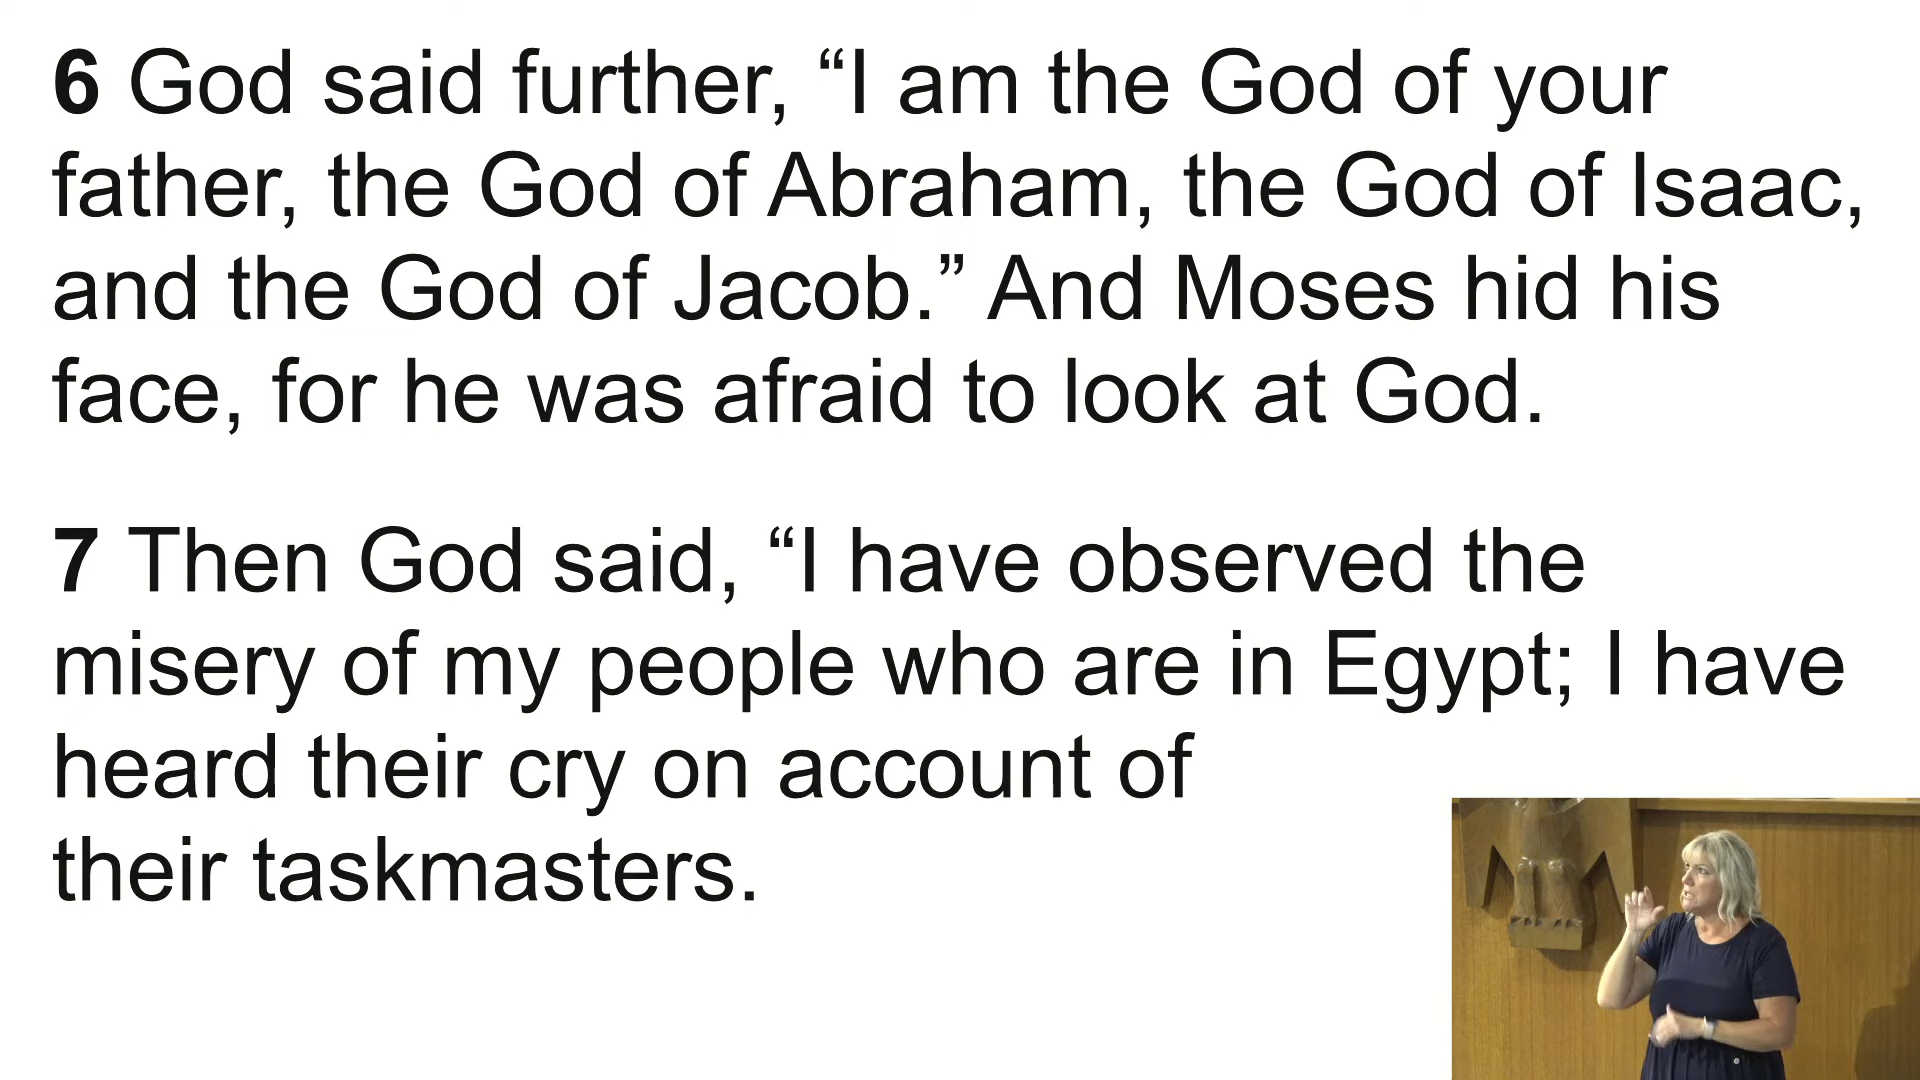 6 God said further, “I am the God of your
father, the God of Abraham, the God of Isaac,
and the God of Jacob.” And Moses hid his
face, for he was afraid to look at God.
7 Then God said, “I have observed the
misery of my people who are in Egypt; I have
heard their cry on account of
their taskmasters.